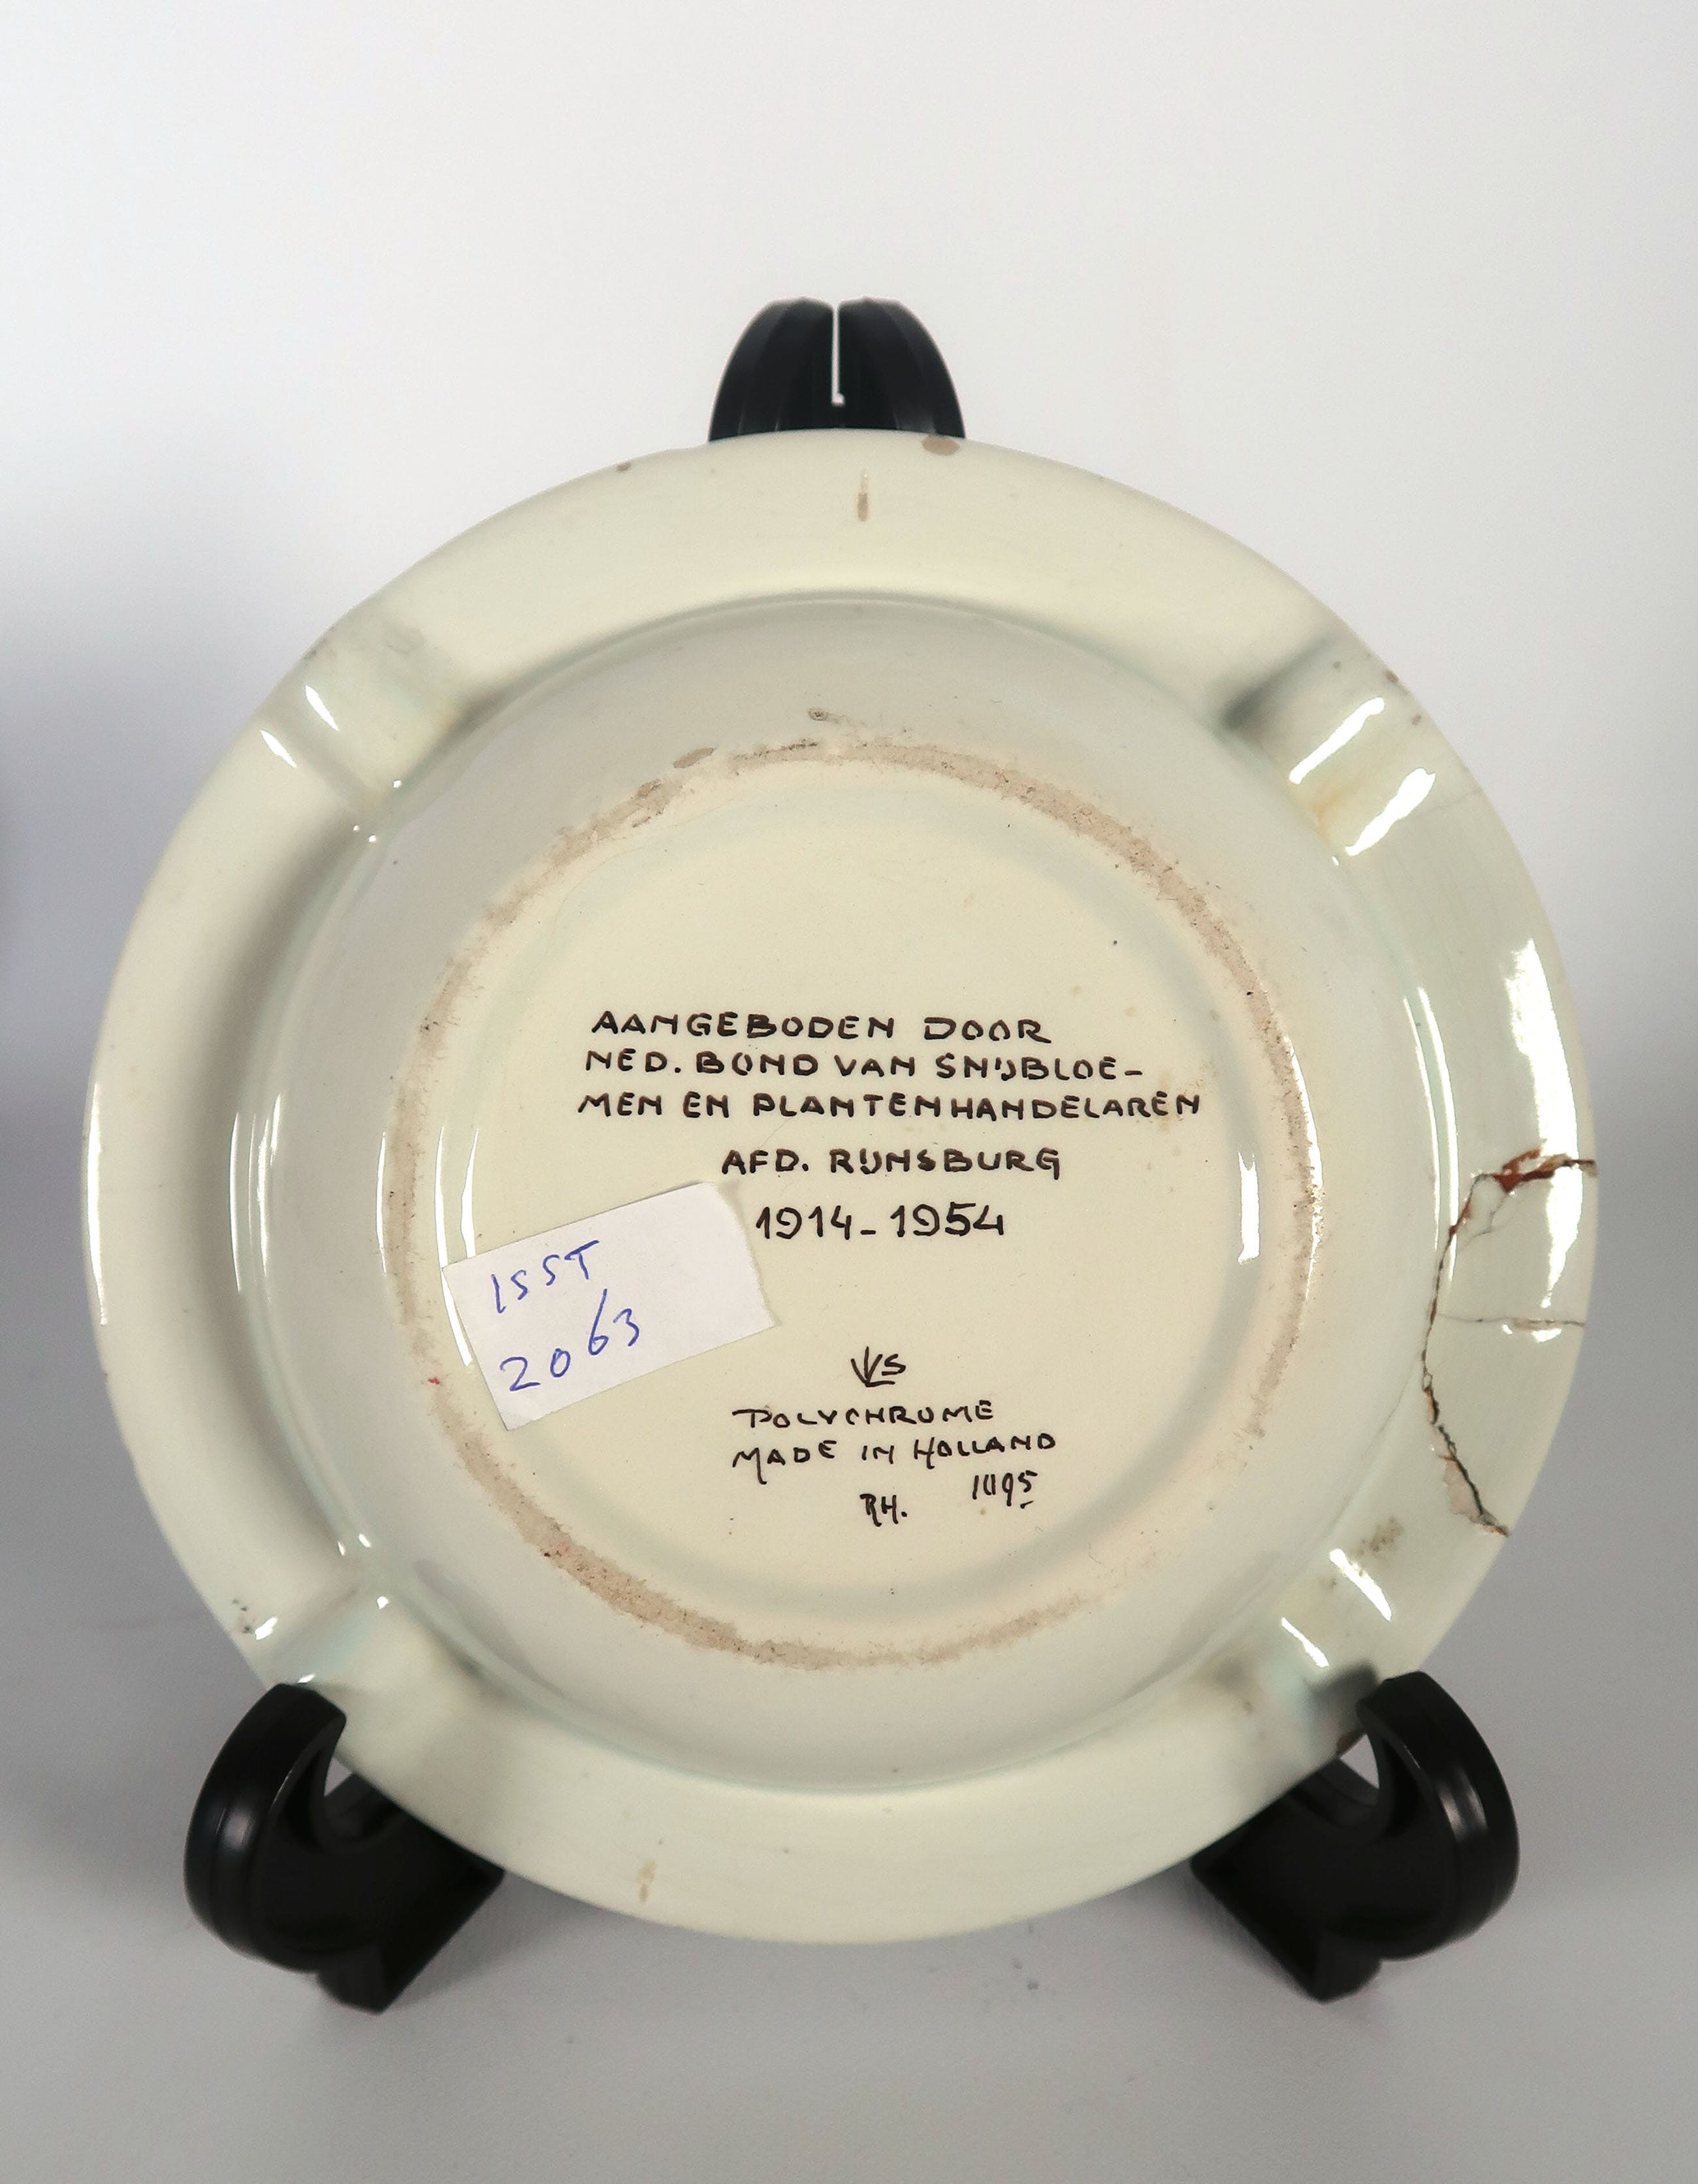 AANGEBODEN DOOR
NED. BOND VAN SNIJBLOE-
MEN EN PLANTENHANDELAREN
AFD. RIJNSBURG
1914-1954
ISST
2063
VS
POLYCHROME
MADE IN HOLLAND
RH.